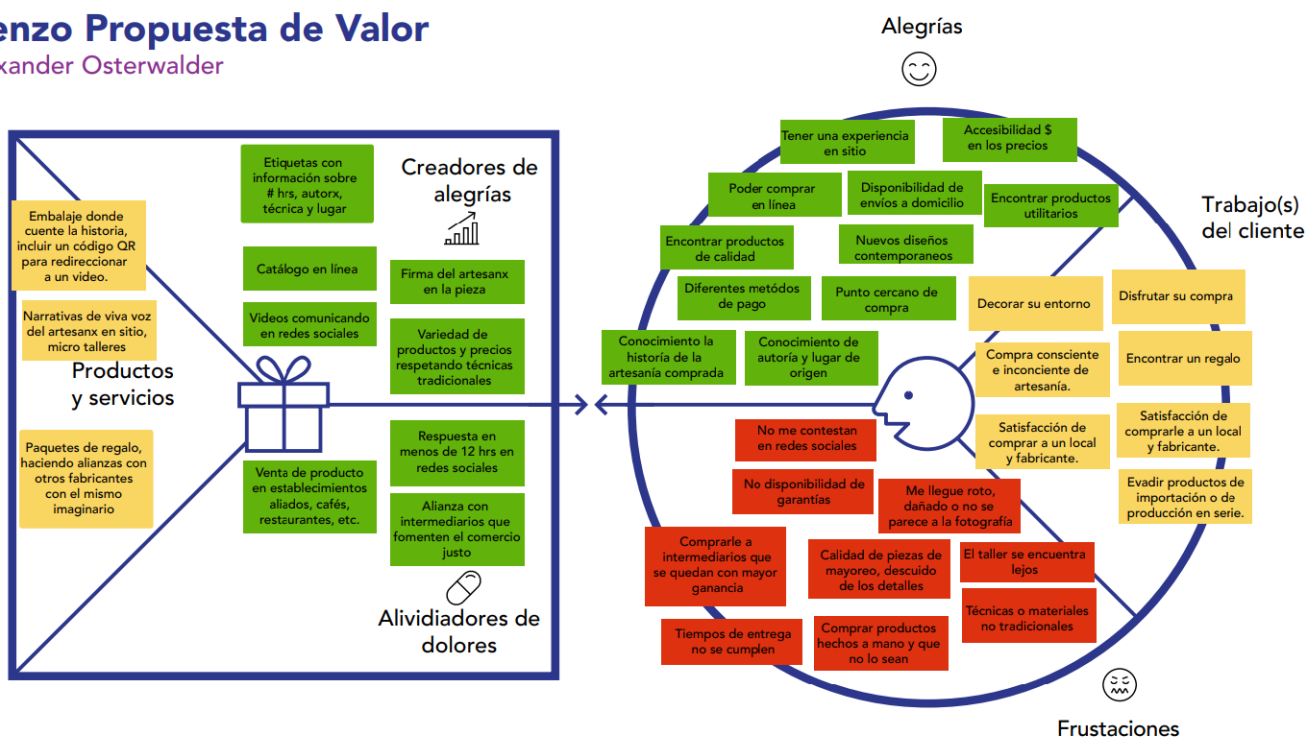 enzo Propuesta de Valor
xander Osterwalder
Embalaje donde
cuente la historia,
incluir un código QR
para redireccionar
a un video.
Narrativas de viva voz
del artesanx en sitio,
micro talleres
Productos
y servicios
Paquetes de regalo,
haciendo alianzas con
otros fabricantes
con el mismo
imaginario
Etiquetas con
información sobre
# hrs, autorx,
técnica y lugar
Catálogo en línea
Videos comunicando
en redes sociales
Creadores de
alegrías
Firma del artesanx
en la pieza
Variedad de
productos y precios
respetando técnicas
tradicionales
Venta de producto
en establecimientos
aliados, cafés,
restaurantes, etc.
Respuesta en
menos de 12 hrs en
redes sociales
Alianza con
intermediarios que
fomenten el comercio
justo
Alividiadores de
dolores
Alegrías
Tener una experiencia
en sitio
Accesibilidad $
en los precios
Poder comprar
en línea
Disponibilidad de
envíos a domicilio
Encontrar productos
utilitarios
Encontrar productos
de calidad
Nuevos diseños
contemporaneos
Diferentes metódos
de pago
Punto cercano de
compra
Conocimiento la
historía de la
artesanía comprada
Conocimiento de
autoría y lugar de
origen
Trabajo(s)
del cliente
Decorar su entorno
Disfrutar su compra
Compra consciente
e inconciente de
artesanía.
Encontrar un regalo
Satisfacción de
comprar a un local
y fabricante.
Satisfacción de
comprarle a un local
y fabricante.
Evadir productos de
importación o de
producción en serie.
No me contestan
en redes sociales
No disponibilidad de
garantías
Me llegue roto,
dañado o no se
parece a la fotografía
Comprarle a
intermediarios que
se quedan con mayor
ganancia
Calidad de piezas de
mayoreo, descuido
de los detalles
El taller se encuentra
lejos
Técnicas o materiales
no tradicionales
Tiempos de entrega
no se cumplen
Comprar productos
hechos a mano y que
no lo sean
Frustaciones